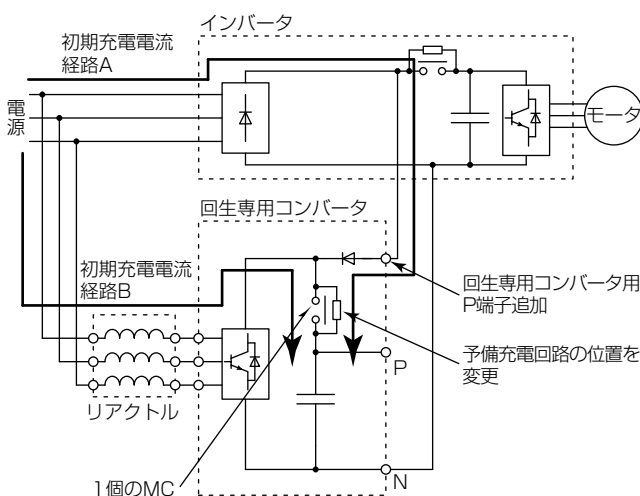 インバータ
初期充電電流
経路A
電源
モータ
回生専用コンバータ
初期充電電流
経路B
回生専用コンバータ用
P端子追加
予備充電回路の位置を
変更
P
リアクトル
N
1個のMC